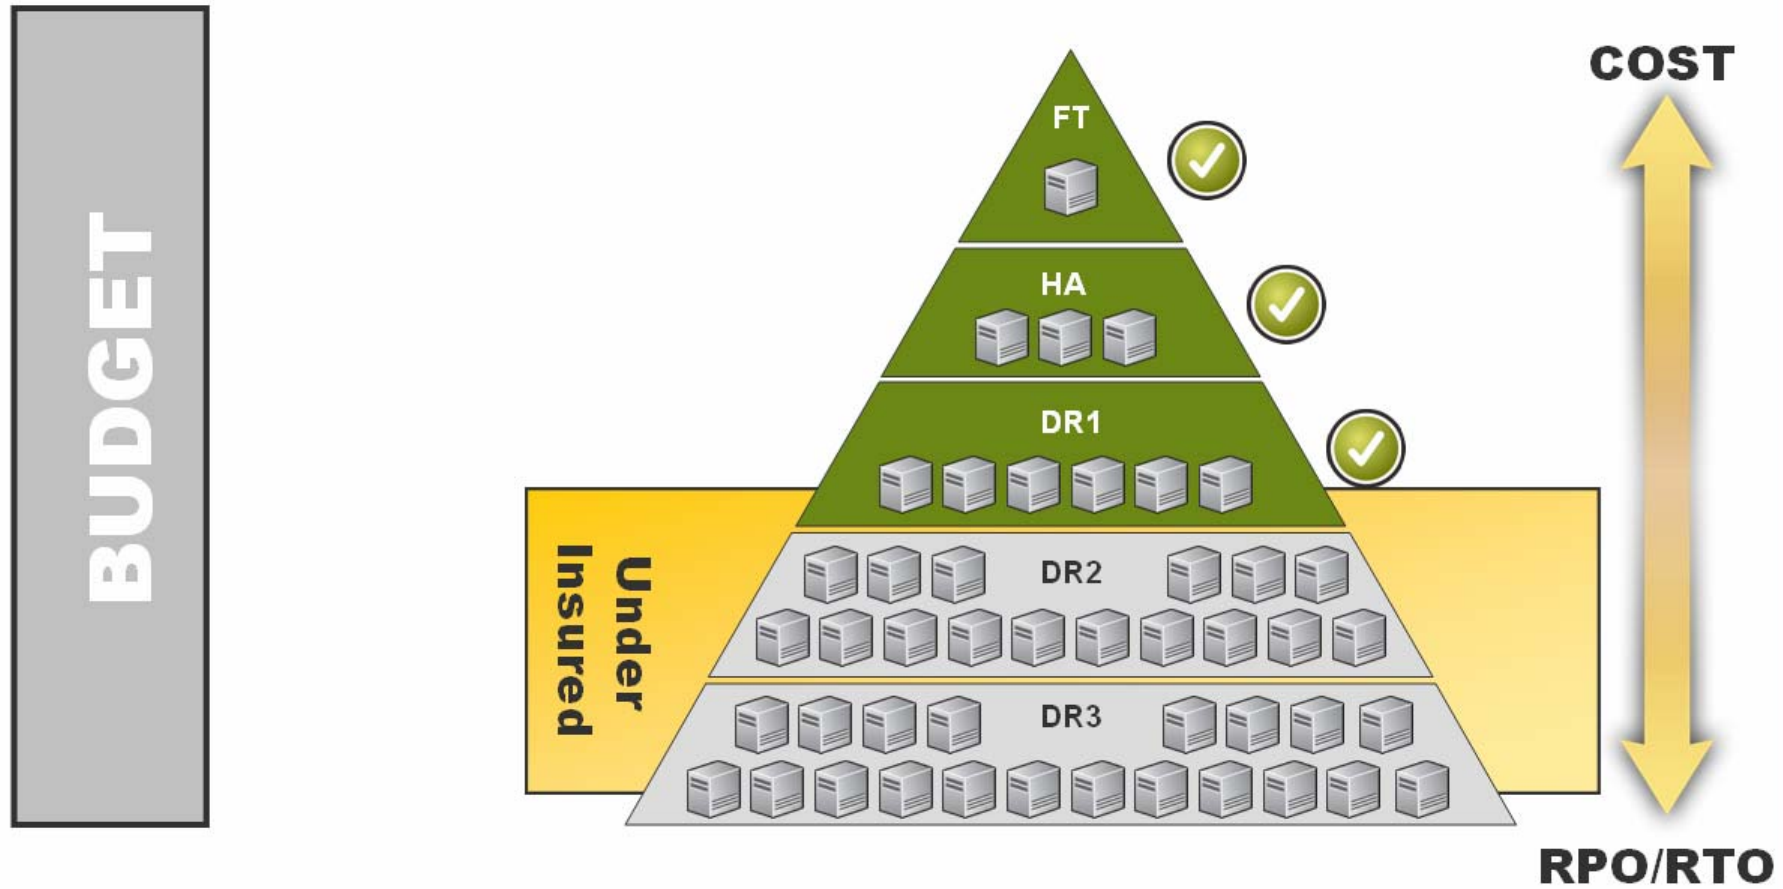 BUDGET
COST
FT
HA
DR1
Under
Insured
DR2
DR3
RPO/RTO